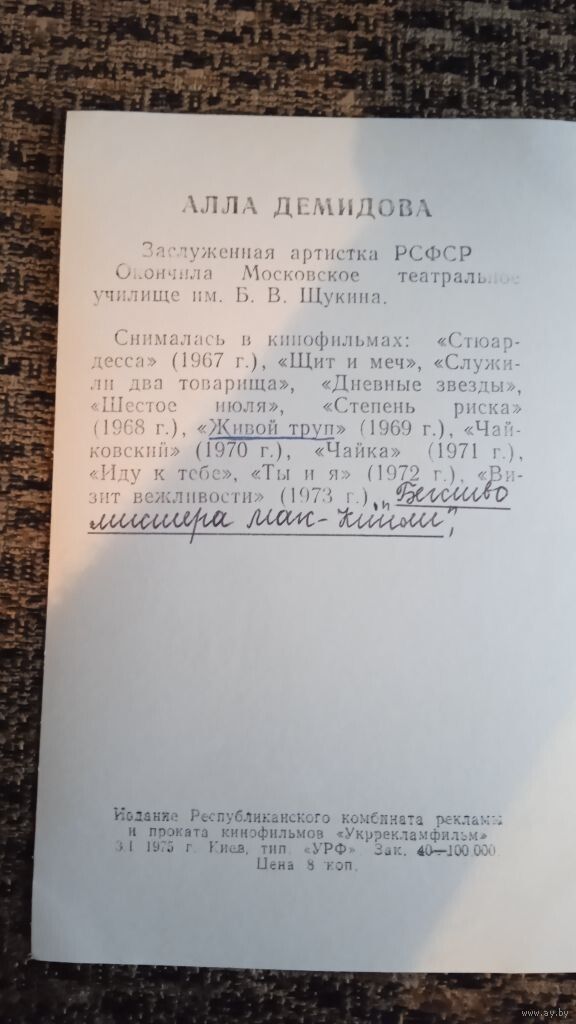 АЛЛА ДЕМИДОВА
Заслуженная артистка РСФСР
Окончила Московское театральное
училище им. Б. В. Щукина.
Снималась в кинофильмах: «Стюар-
десса» (1967 г.), «Щит и меч», «Служи-
ли два товарища», «Дневные звезды»,
«Шестое июля», «Степень риска»
(1968 г.), «Живой труп» (1969 г.), «Чай-
ковский» (1970 г.), «Чайка» (1971 г.),
«Иду к тебе», «Ты и я» (1972 г.), «Ви-
зит вежливости» (1973 г.) „Бегство
мистера Мак-Кинли"
Издание Республиканского комбината рекламы
и проката кинофильмов «Укррекламфильм»
3.I 1975 г. Киев, тип. «УРФ». Зак. 40—100.000.
Цена 8 коп.
www.ay.by